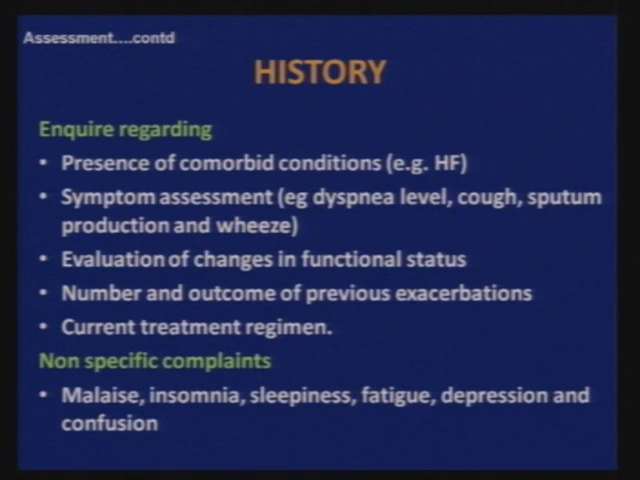 Assessment....contd
HISTORY
Enquire regarding
• Presence of comorbid conditions (e.g. HF)
• Symptom assessment (eg dyspnea level, cough, sputum
production and wheeze)
• Evaluation of changes in functional status
• Number and outcome of previous exacerbations
• Current treatment regimen.
Non specific complaints
• Malaise, insomnia, sleepiness, fatigue, depression and
confusion